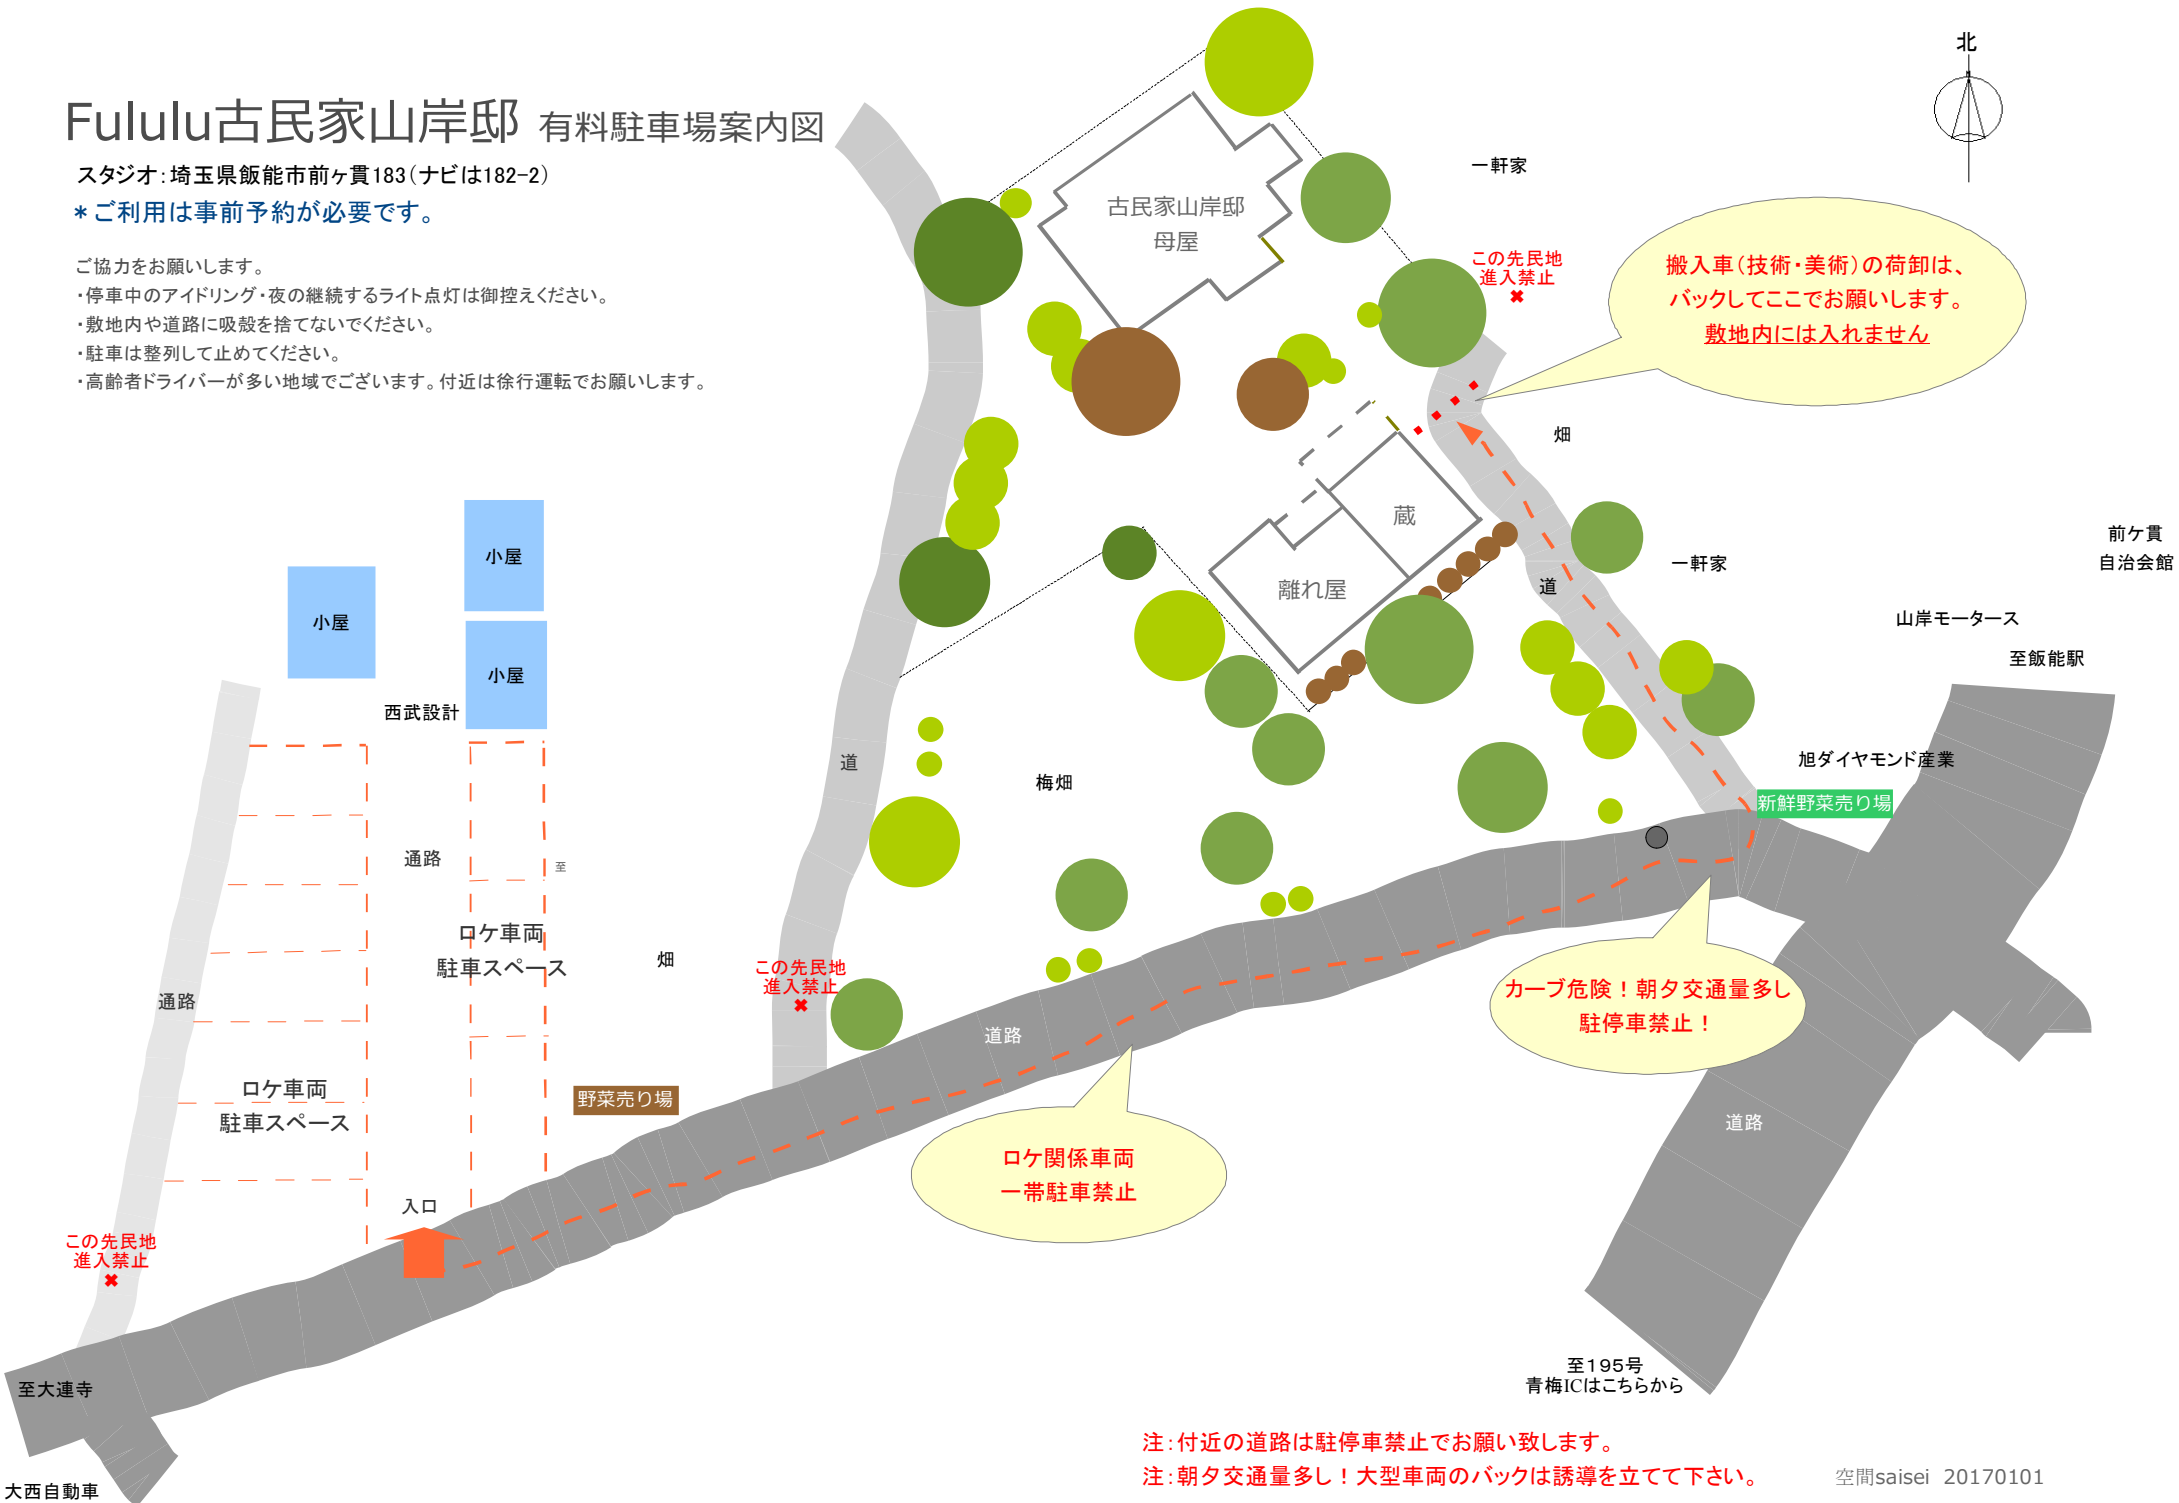 北
Fululu古民家山岸邸 有料駐車場案内図
スタジオ：埼玉県飯能市前ヶ貫183（ナビは182-2）
＊ご利用は事前予約が必要です。
ご協力をお願いします。
・停車中のアイドリング・夜の継続するライト点灯は御控えください。
・敷地内や道路に吸殻を捨てないでください。
・駐車は整列して止めてください。
・高齢者ドライバーが多い地域でございます。付近は徐行運転でお願いします。
古民家山岸邸
母屋
一軒家
この先民地
進入禁止
搬入車（技術・美術）の荷卸は、
バックしてここでお願いします。
敷地内には入れません
畑
蔵
離れ屋
道
一軒家
前ケ貫
自治会館
山岸モータース
至飯能駅
旭ダイヤモンド産業
新鮮野菜売り場
小屋
小屋
小屋
西武設計
道
梅畑
通路
至
ロケ車両
駐車スペース
畑
この先民地
進入禁止
通路
道路
カーブ危険！朝夕交通量多し
駐停車禁止！
ロケ車両
駐車スペース
野菜売り場
道路
ロケ関係車両
一帯駐車禁止
入口
この先民地
進入禁止
至大連寺
大西自動車
至195号
青梅ICはこちらから
注：付近の道路は駐停車禁止でお願い致します。
注：朝夕交通量多し！大型車両のバックは誘導を立てて下さい。
空間saisei 20170101